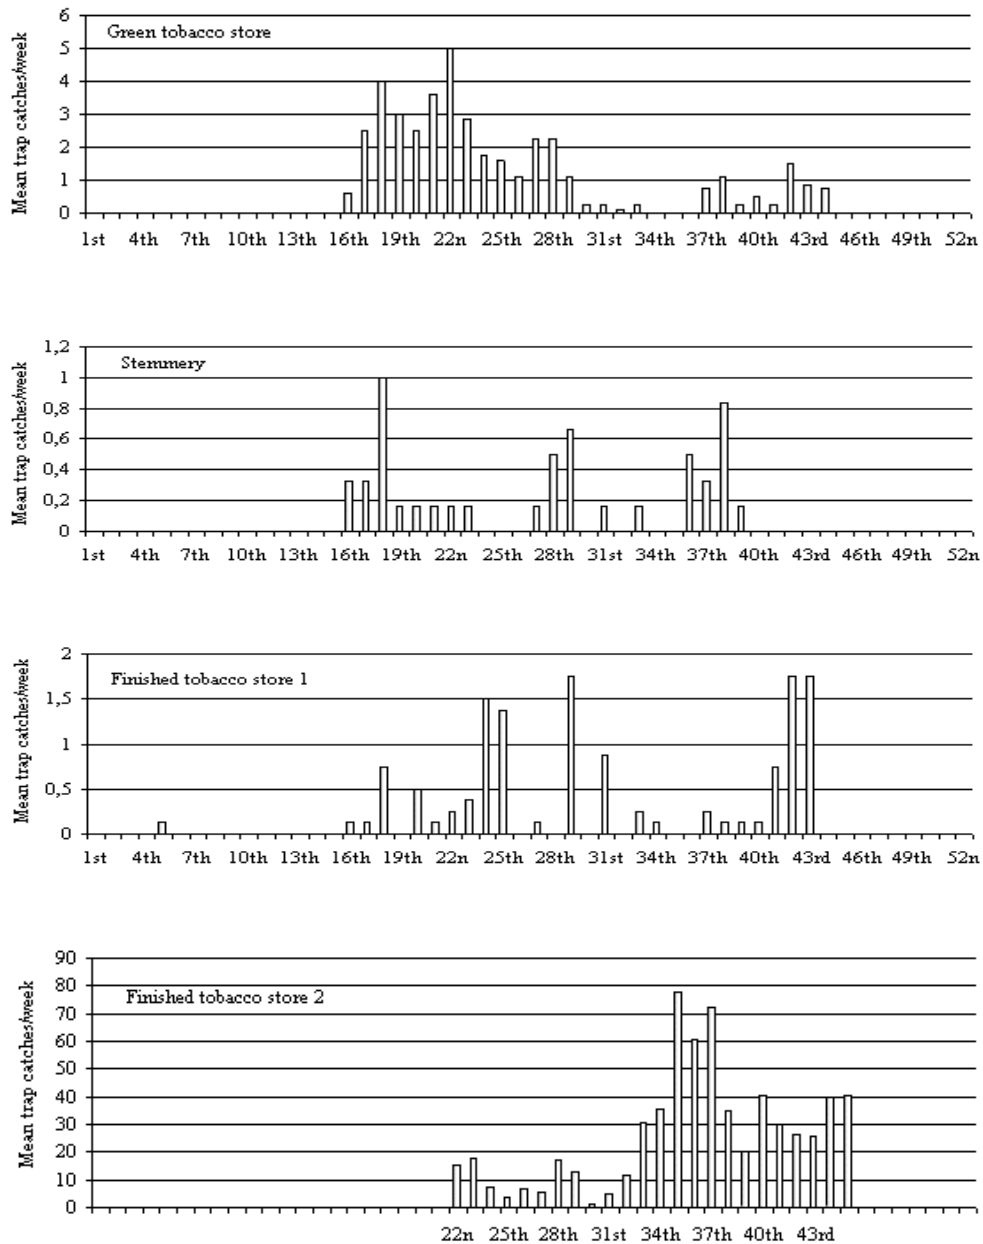 Green tobacco store
Mean trap catches/week
6
5
4
3
2
1
0
1st 4th 7th 10th 13th 16th 19th 22n 25th 28th 31st 34th 37th 40th 43rd 46th 49th 52n
Stemmery
Mean trap catches/week
1,2
1
0,8
0,6
0,4
0,2
0
1st 4th 7th 10th 13th 16th 19th 22n 25th 28th 31st 34th 37th 40th 43rd 46th 49th 52n
Finished tobacco store 1
Mean trap catches/week
2
1,5
1
0,5
0
1st 4th 7th 10th 13th 16th 19th 22n 25th 28th 31st 34th 37th 40th 43rd 46th 49th 52n
Finished tobacco store 2
Mean trap catches/week
90
80
70
60
50
40
30
20
10
0
22n 25th 28th 31st 34th 37th 40th 43rd